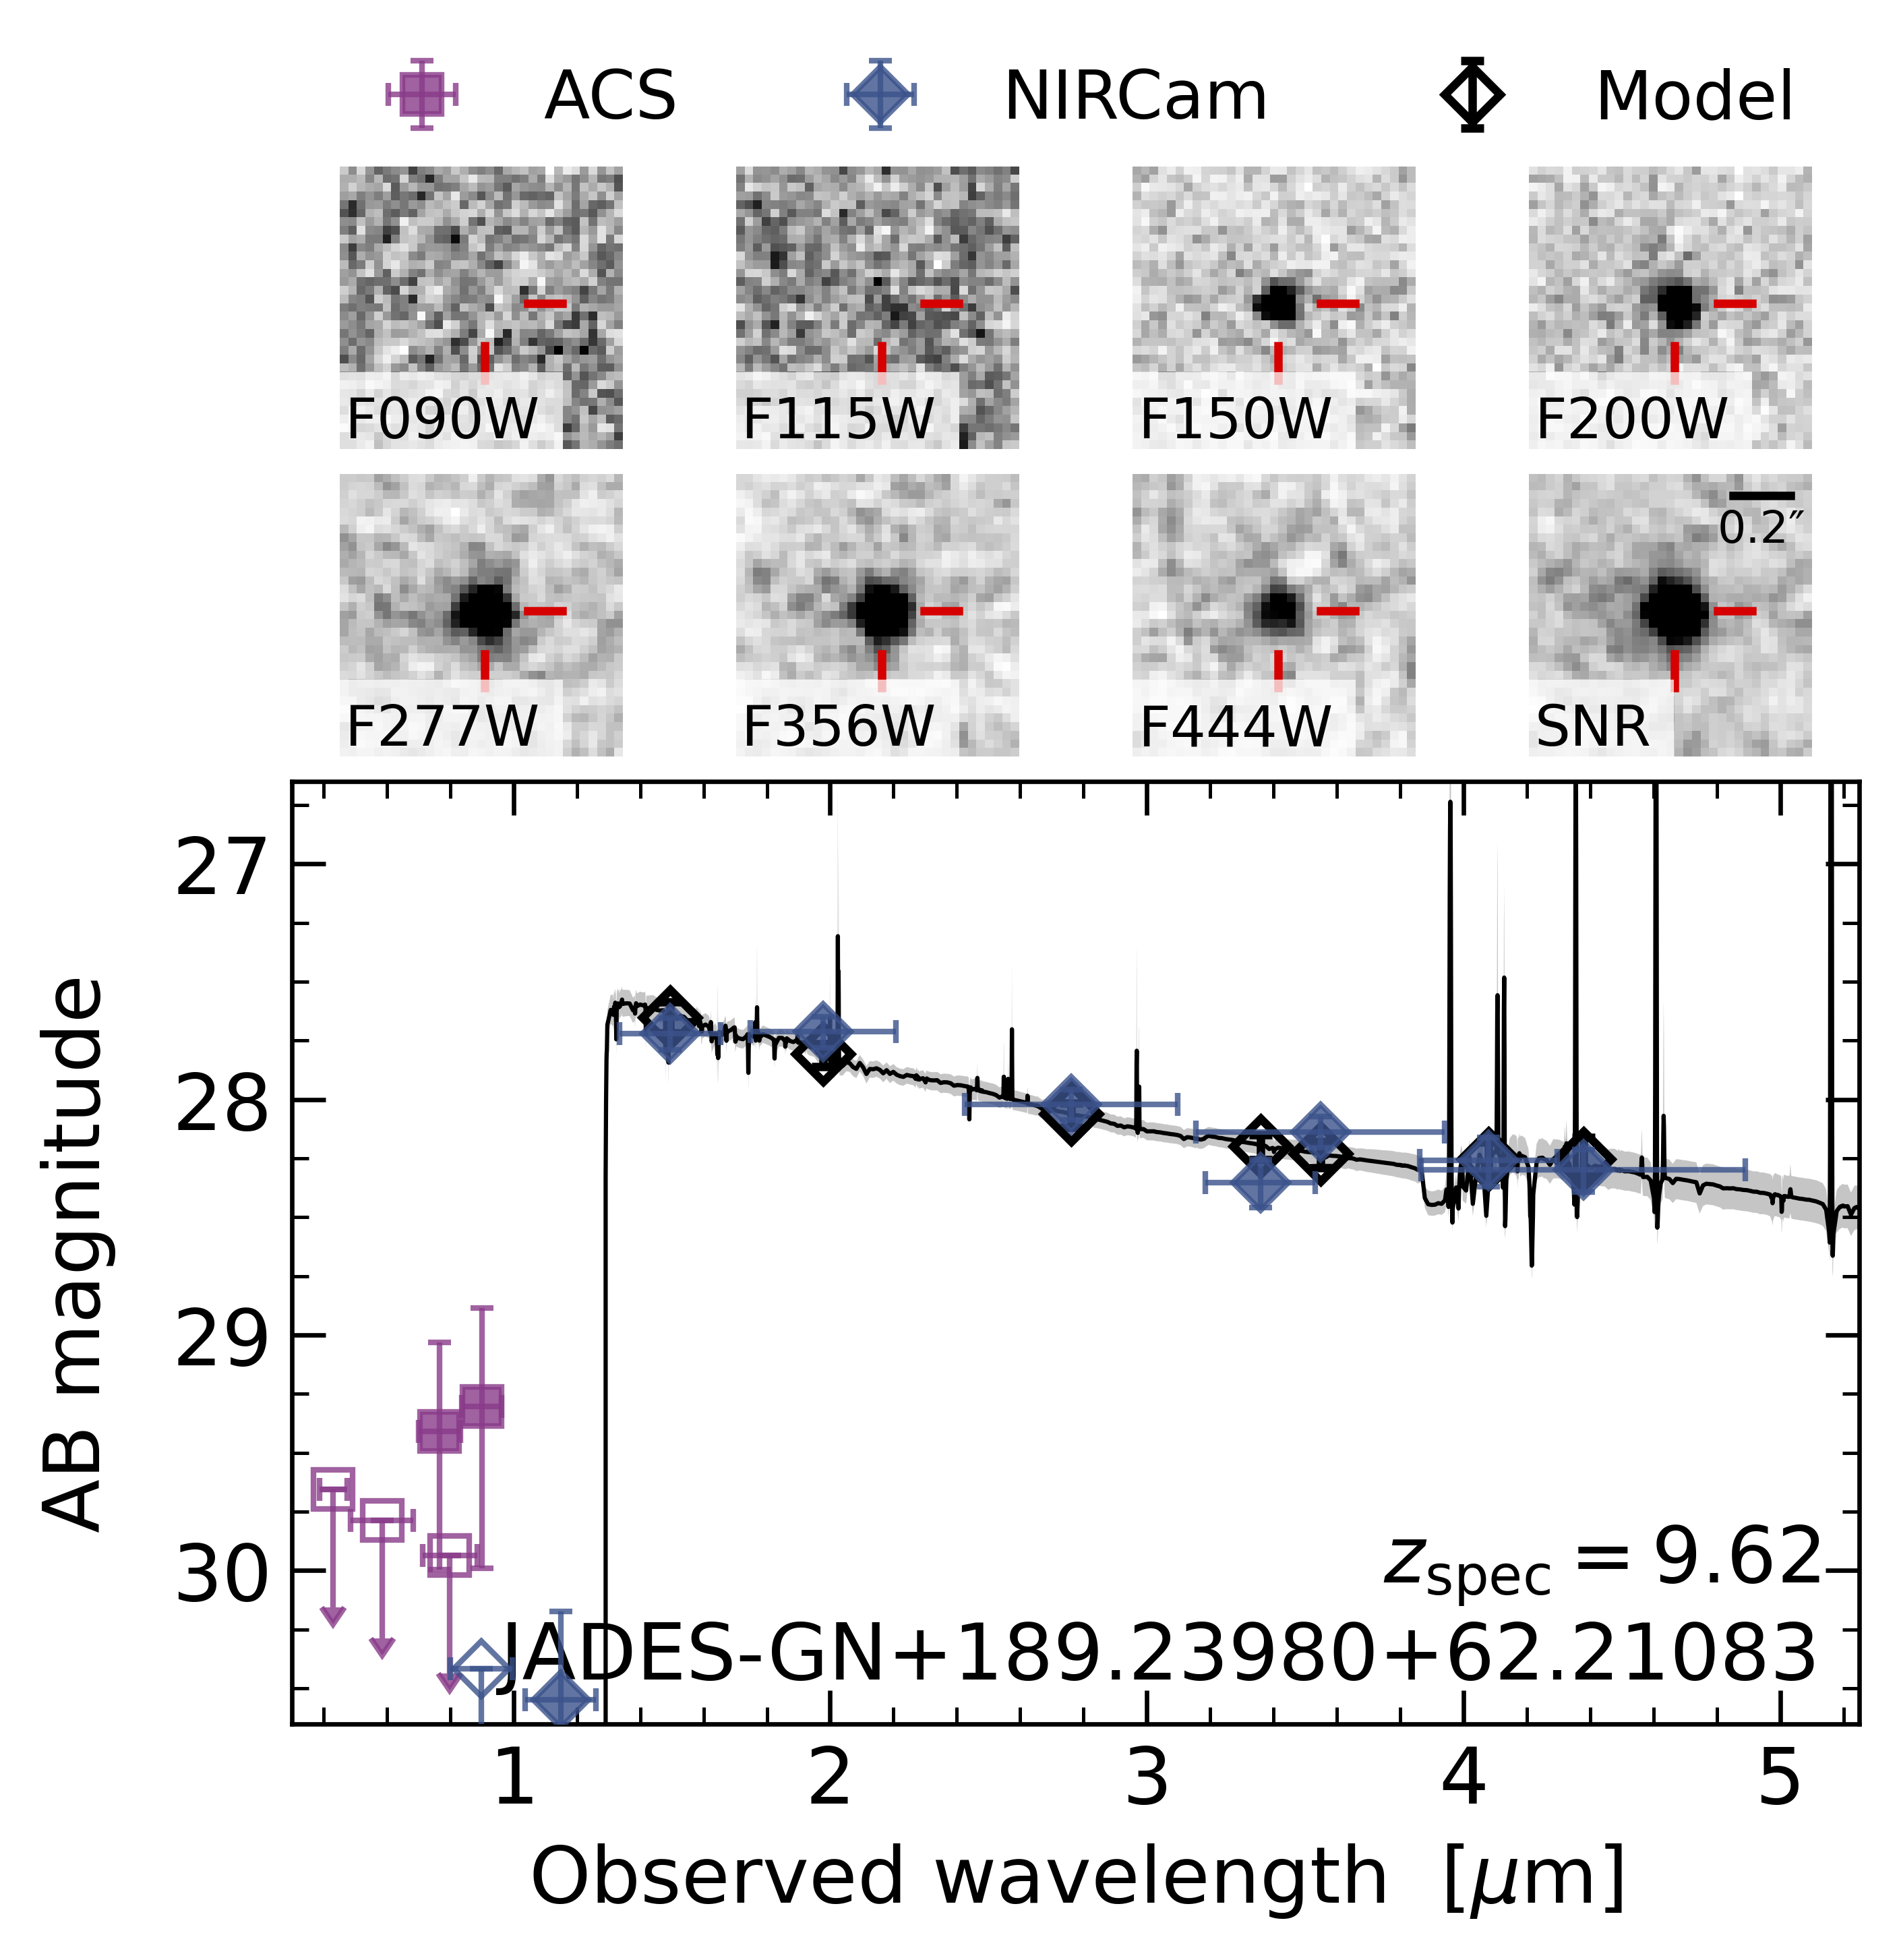 ACS NIRCam Model
F090W F115W F150W F200W
0.2″
F277W F356W F444W SNR
27
28
29
30
AB magnitude
z_spec = 9.62
JADES-GN+189.23980+62.21083
1 2 3 4 5
Observed wavelength [μm]